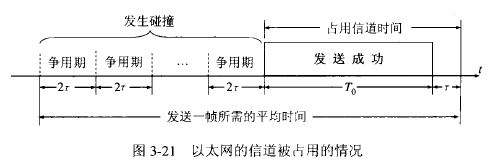 发生碰撞
占用信道时间
争用期 争用期 … 争用期 发送成功
t
2τ 2τ 2τ T₀ τ
发送一帧所需的平均时间
图 3-21 以太网的信道被占用的情况